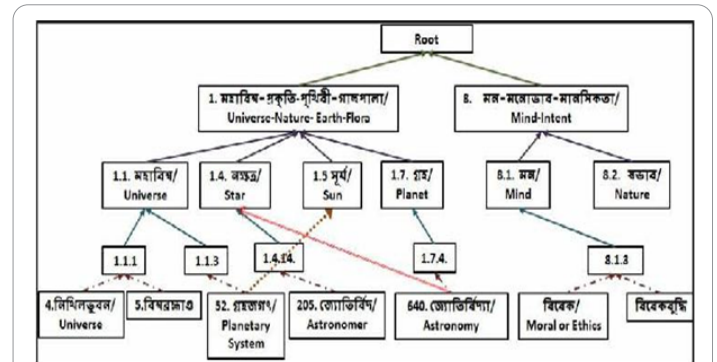 Root
1. মহাবিশ্ব-প্রকৃতি-পৃথিবী-গাছপালা/
Universe-Nature- Earth-Flora
8. মন-মনোভাব-মানসিকতা/
Mind-Intent
1.1. মহাবিশ্ব/
Universe
1.4. নক্ষত্র/
Star
1.5 সূর্য/
Sun
1.7. গ্রহ/
Planet
8.1. মন/
Mind
8.2. স্বভাব/
Nature
1.1.1
1.1.3
1.4.14.
1.7.4.
8.1.3
4.নিখিলভুবন/
Universe
5.বিশ্বব্রহ্মাণ্ড
52. গ্রহজগৎ/
Planetary
System
205. জ্যোতির্বিদ/
Astronomer
640. জ্যোতির্বিদ্যা/
Astronomy
বিবেক/
Moral or Ethics
বিবেকবুদ্ধি